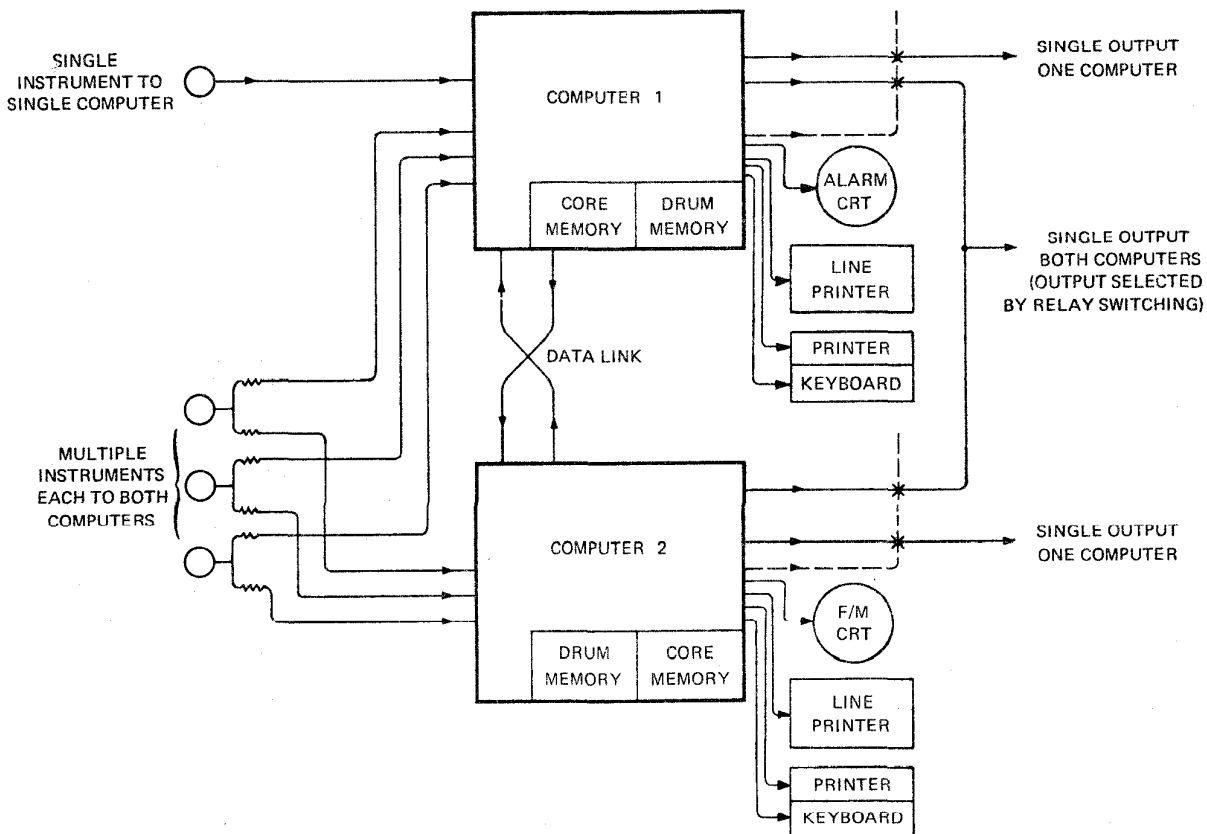 SINGLE
INSTRUMENT TO
SINGLE COMPUTER
COMPUTER 1
CORE
MEMORY
DRUM
MEMORY
SINGLE OUTPUT
ONE COMPUTER
ALARM
CRT
LINE
PRINTER
PRINTER
KEYBOARD
SINGLE OUTPUT
BOTH COMPUTERS
(OUTPUT SELECTED
BY RELAY SWITCHING)
DATA LINK
MULTIPLE
INSTRUMENTS
EACH TO BOTH
COMPUTERS
COMPUTER 2
DRUM
MEMORY
CORE
MEMORY
SINGLE OUTPUT
ONE COMPUTER
F/M
CRT
LINE
PRINTER
PRINTER
KEYBOARD